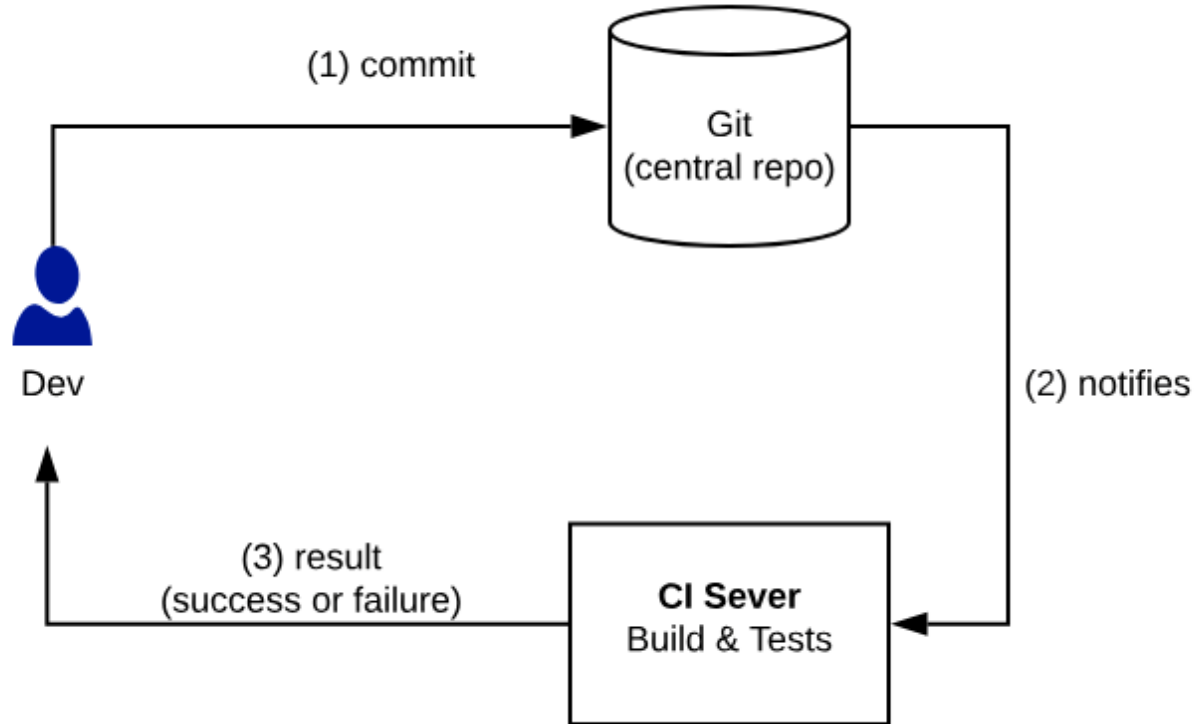 (1) commit
Git
(central repo)
Dev
(2) notifies
(3) result
(success or failure)
CI Sever
Build & Tests